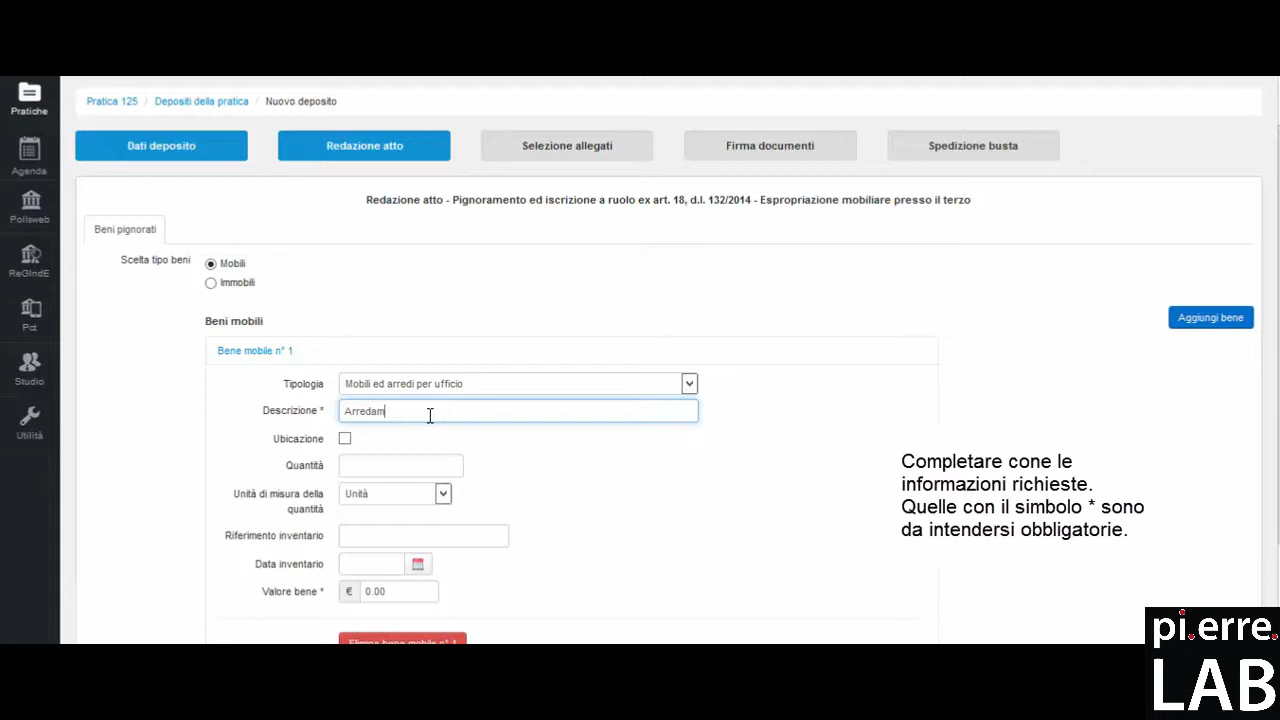 Pratiche
Agenda
Polisweb
ReGIndE
Pct
Studio
Utilità
Pratica 125 / Depositi della pratica / Nuovo deposito
Dati deposito
Redazione atto
Selezione allegati
Firma documenti
Spedizione busta
Redazione atto - Pignoramento ed iscrizione a ruolo ex art. 18, d.l. 132/2014 - Espropriazione mobiliare presso il terzo
Beni pignorati
Scelta tipo beni
Mobili
Immobili
Beni mobili
Aggiungi bene
Bene mobile n° 1
Tipologia Mobili ed arredi per ufficio
Descrizione * Arredam
Ubicazione
Quantità
Unità di misura della Unità
quantità
Riferimento inventario
Data inventario
Valore bene * € 0.00
Elimina bene mobile n° 1
Completare cone le
informazioni richieste.
Quelle con il simbolo * sono
da intendersi obbligatorie.
pi.erre.
LAB